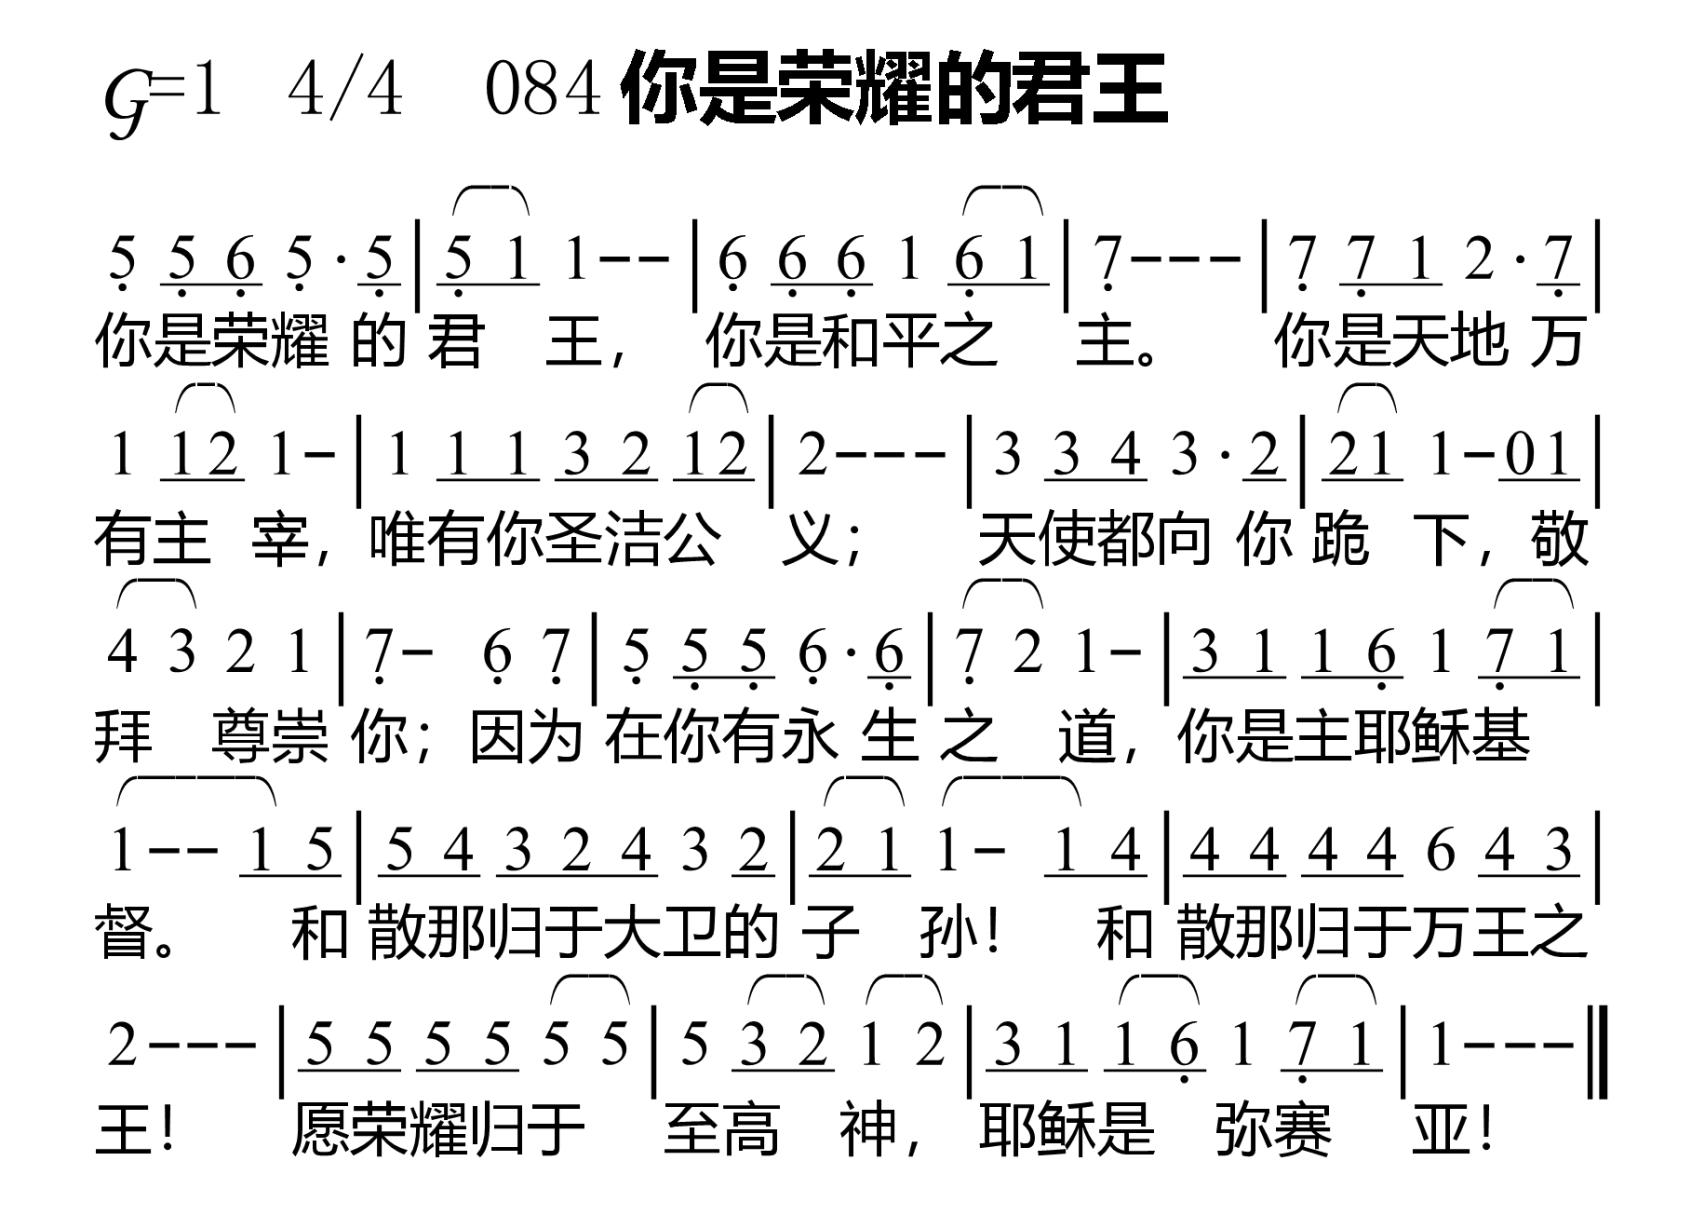 G=1 4/4 084 你是荣耀的君王
5̣ 5̣ 6̣ 5̣ · 5̣ | 5̣ 1 1 - - | 6̣ 6̣ 6̣ 1 6̣ 1 | 7̣ - - - | 7̣ 7̣ 1 2 · 7̣ |
你是荣耀 的 君 王， 你是和平之 主。 你是天地 万
1 1 2 1 - | 1 1 1 3 2 1 2 | 2 - - - | 3 3 4 3 · 2 | 2 1 1 - 0 1 |
有主 宰，唯有你圣洁公 义； 天使都向 你 跪 下，敬
4 3 2 1 | 7̣ - 6̣ 7̣ | 5̣ 5̣ 5̣ 6̣ · 6̣ | 7̣ 2 1 - | 3 1 1 6̣ 1 7̣ 1 |
拜 尊崇 你；因为 在你有永 生 之 道，你是主耶稣基
1 - - 1 5 | 5 4 3 2 4 3 2 | 2 1 1 - 1 4 | 4 4 4 4 6 4 3 |
督。 和 散那归于大卫的 子 孙！ 和 散那归于万王之
2 - - - | 5 5 5 5 5 5 | 5 3 2 1 2 | 3 1 1 6̣ 1 7̣ 1 | 1 - - - ‖
王！ 愿荣耀归于 至高 神，耶稣是 弥赛 亚！